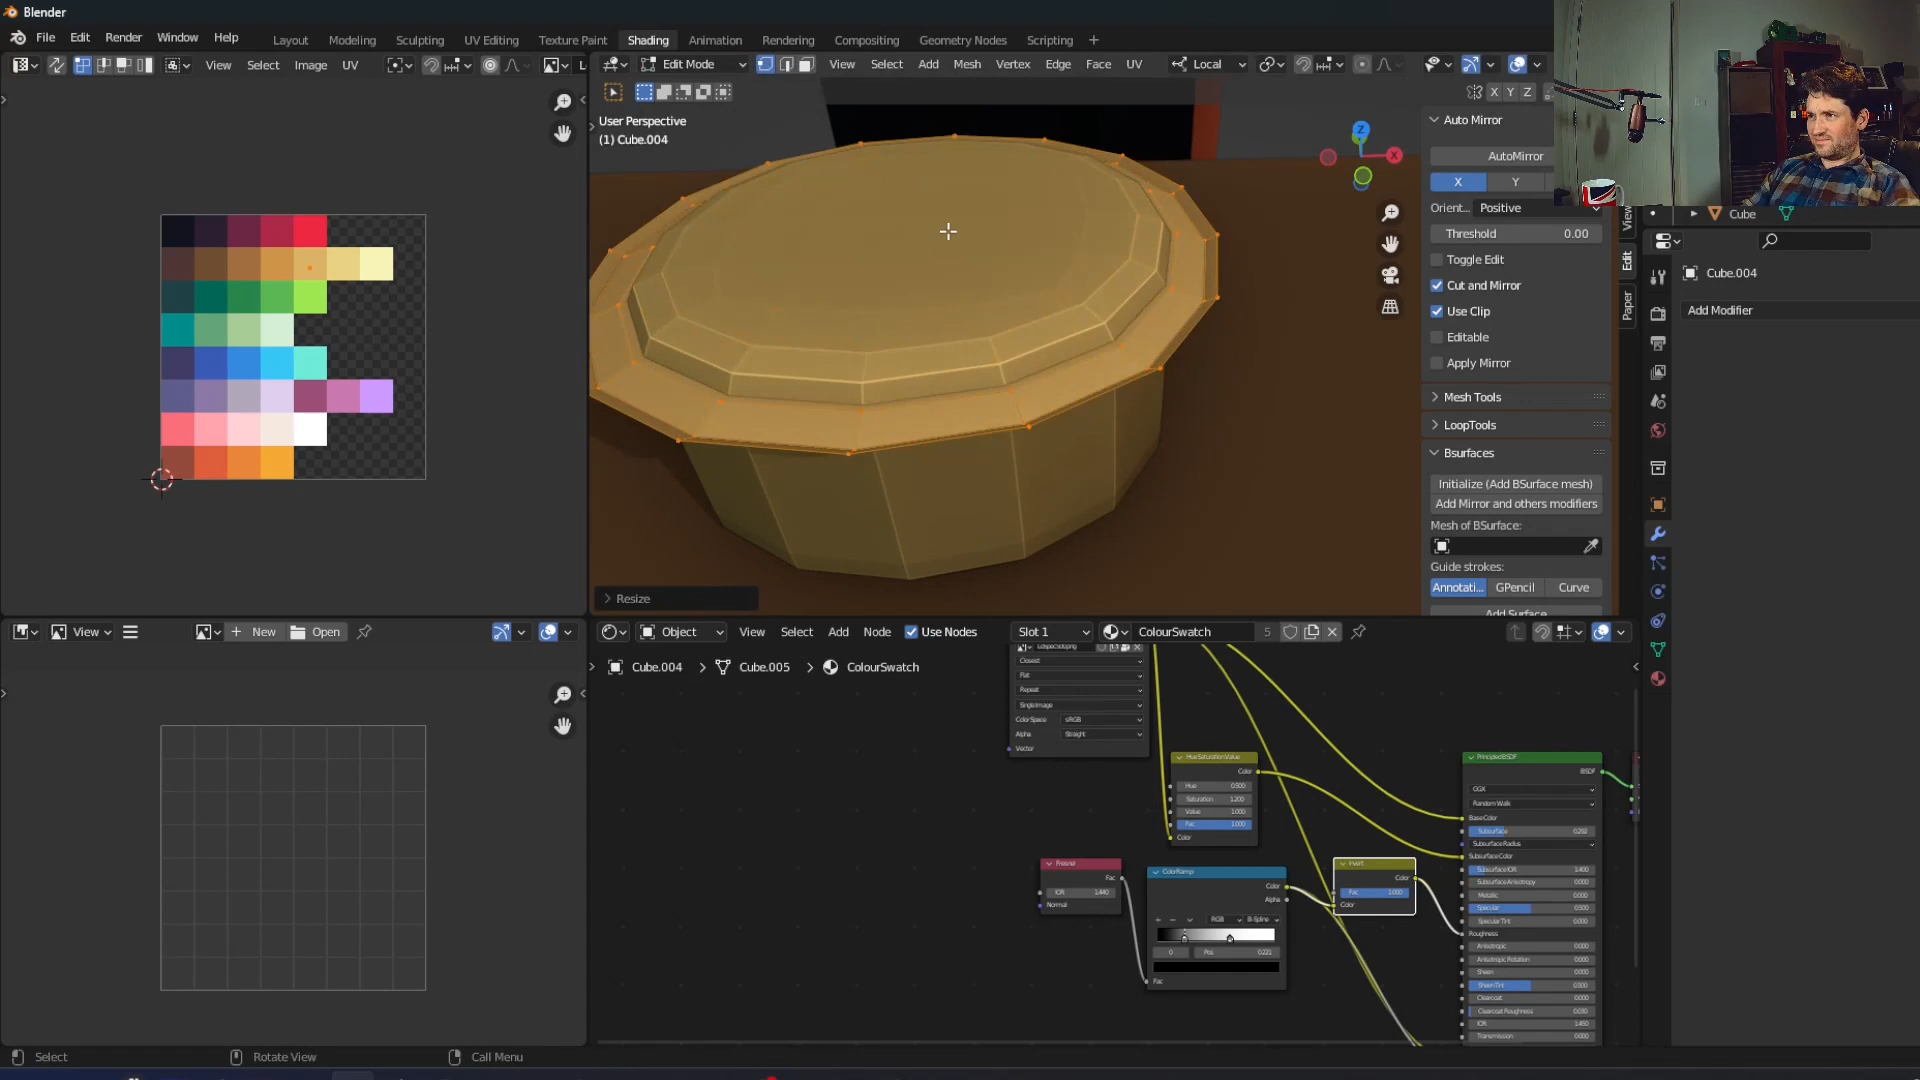 Blender
File Edit Render Window Help
Layout Modeling Sculpting UV Editing Texture Paint Shading Animation Rendering Compositing Geometry Nodes Scripting +
View Select Image UV
Edit Mode View Select Add Mesh Vertex Edge Face UV Local
X Y Z
User Perspective
(1) Cube.004
Z
X
Auto Mirror
AutoMirror
X Y
Orient... Positive
Threshold 0.00
Toggle Edit
Cut and Mirror
Use Clip
Editable
Apply Mirror
Mesh Tools
LoopTools
Bsurfaces
Initialize (Add BSurface mesh)
Add Mirror and others modifiers
Mesh of BSurface:
Guide strokes:
Annotati... GPencil Curve
Add Surface
View
Edit
Paper
Cube
Cube.004
Add Modifier
Resize
View New Open
Object View Select Add Node Use Nodes Slot 1 ColourSwatch 5
Cube.004 > Cube.005 > ColourSwatch
Closest
Flat
Repeat
Single Image
Color Space sRGB
Alpha Straight
Vector
Hue Saturation Value
Color
Hue 0.500
Saturation 1.200
Value 1.000
Fac 1.000
Color
Fresnel
Fac
IOR 1.440
Normal
ColorRamp
Color
Alpha
RGB B-Spline
0 Pos 0.221
Fac
Invert
Color
Fac 1.000
Color
Principled BSDF
BSDF
GGX
Random Walk
Base Color
Subsurface 0.202
Subsurface Radius
Subsurface Color
Subsurface IOR 1.400
Subsurface Anisotropy 0.000
Metallic 0.000
Specular 0.500
Specular Tint 0.000
Roughness
Anisotropic 0.000
Anisotropic Rotation 0.000
Sheen 0.000
Sheen Tint 0.500
Clearcoat 0.000
Clearcoat Roughness 0.030
IOR 1.450
Transmission 0.000
Select Rotate View Call Menu